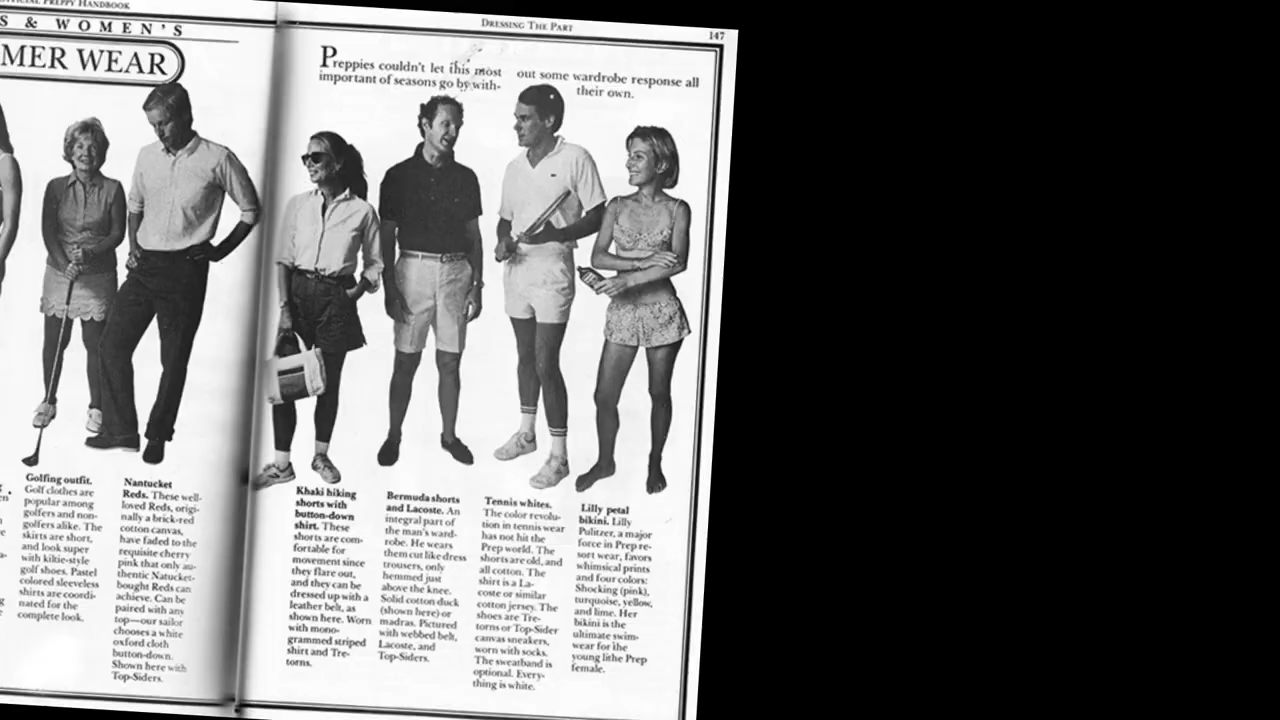 PREPPY HANDBOOK
S & WOMEN'S
MER WEAR
Golfing outfit.
Golf clothes are
popular among
golfers and non-
golfers alike. The
skirts are short,
and look super
with kiltie-style
golf shoes. Pastel
colored sleeveless
shirts are coordi-
nated for the
complete look.
Nantucket
Reds. These well-
loved Reds, origi-
nally a brick-red
cotton canvas,
have faded to the
requisite cherry
pink that only au-
thentic Natucket-
bought Reds can
achieve. Can be
paired with any
top—our sailor
chooses a white
oxford cloth
button-down.
Shown here with
Top-Siders.
DRESSING THE PART
147
Preppies couldn't let this most
important of seasons go by with-
out some wardrobe response all
their own.
Khaki hiking
shorts with
button-down
shirt. These
shorts are com-
fortable for
movement since
they flare out,
and they can be
dressed up with a
leather belt, as
shown here. Worn
with mono-
grammed striped
shirt and Tre-
torns.
Bermuda shorts
and Lacoste. An
integral part of
the man's ward-
robe. He wears
them cut like dress
trousers, only
hemmed just
above the knee.
Solid cotton duck
(shown here) or
madras. Pictured
with webbed belt,
Lacoste, and
Top-Siders.
Tennis whites.
The color revolu-
tion in tennis wear
has not hit the
Prep world. The
shorts are old, and
all cotton. The
shirt is a La-
coste or similar
cotton jersey. The
shoes are Tre-
torns or Top-Sider
canvas sneakers,
worn with socks.
The sweatband is
optional. Every-
thing is white.
Lilly petal
bikini. Lilly
Pulitzer, a major
force in Prep re-
sort wear, favors
whimsical prints
and four colors:
Shocking (pink),
turquoise, yellow,
and lime. Her
bikini is the
ultimate swim-
wear for the
young lithe Prep
female.